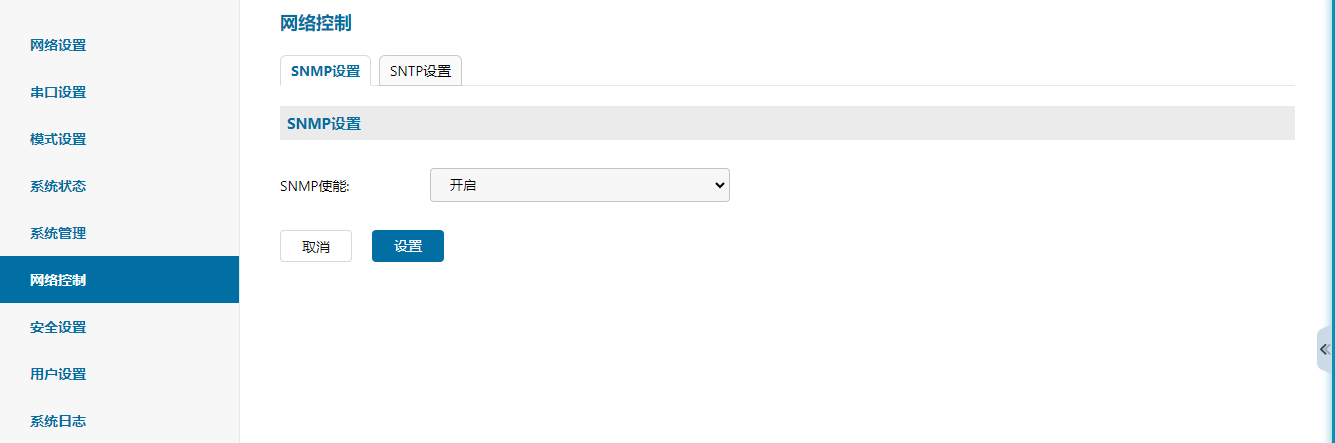 网络设置
串口设置
模式设置
系统状态
系统管理
网络控制
安全设置
用户设置
系统日志
网络控制
SNMP设置 SNTP设置
SNMP设置
SNMP使能: 开启
取消 设置